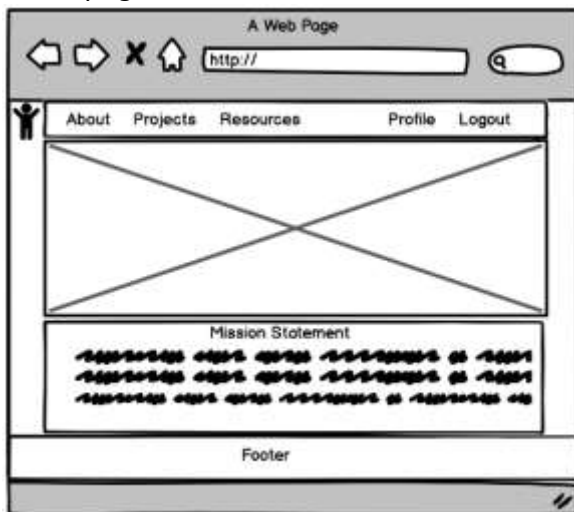 A Web Page
http://
About Projects Resources Profile Logout
Mission Statement
Footer